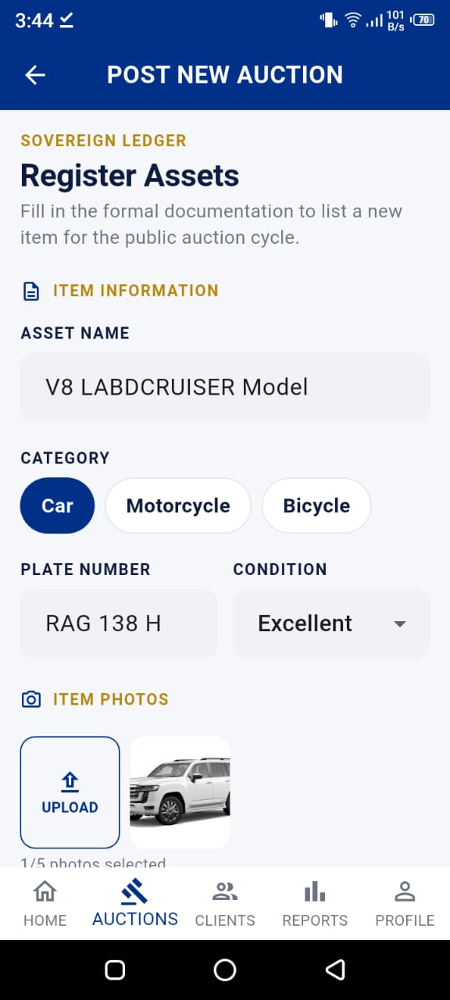 3:44
101
B/s
70
POST NEW AUCTION
SOVEREIGN LEDGER
Register Assets
Fill in the formal documentation to list a new
item for the public auction cycle.
ITEM INFORMATION
ASSET NAME
V8 LABDCRUISER Model
CATEGORY
Car Motorcycle Bicycle
PLATE NUMBER CONDITION
RAG 138 H Excellent
ITEM PHOTOS
UPLOAD
1/5 photos selected
HOME AUCTIONS CLIENTS REPORTS PROFILE